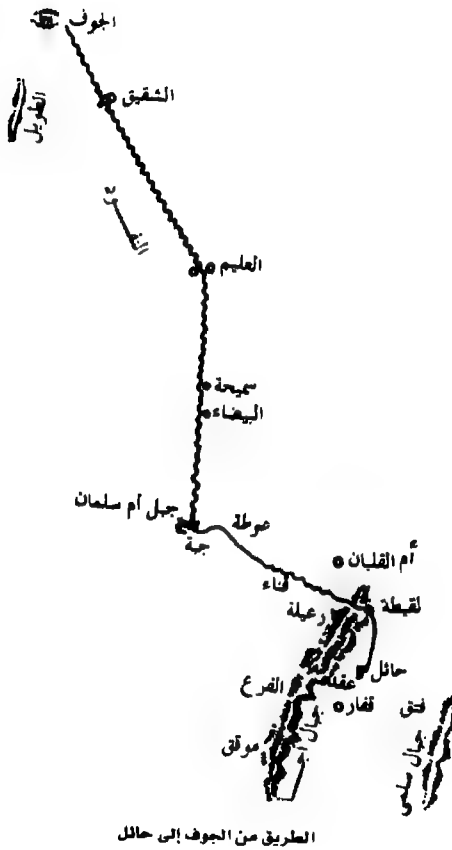 الجوف
الشقيق
الطويل
العليم
سميحة
البيضاء
جبل أم سلمان
جبة
عوطة
أم القلبان
قناء
لقيطة
رعيلة
حائل
عقدة
الفرع
قفار
فتق
جبال أجا
موقق
جبال سلمى
الطريق من الجوف إلى حائل